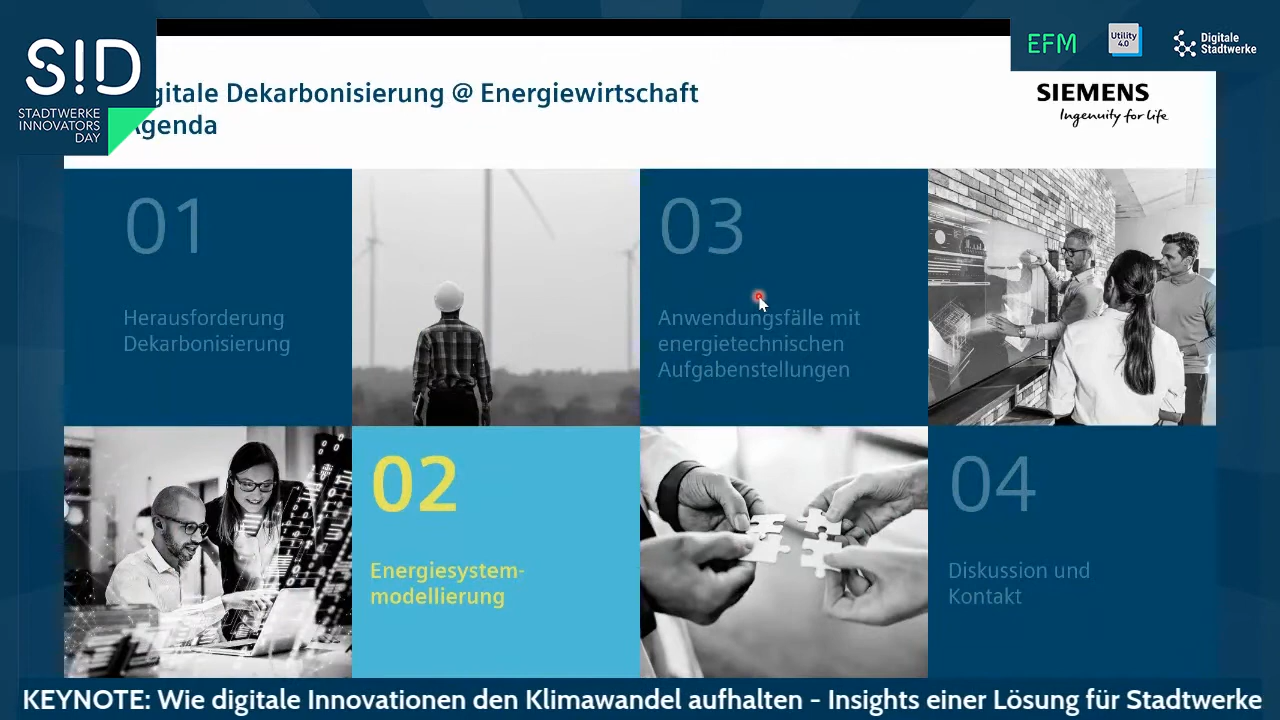 S!D
STADTWERKE
INNOVATORS
DAY
EFM
Utility
4.0
Digitale
Stadtwerke
gitale Dekarbonisierung @ Energiewirtschaft
Agenda
SIEMENS
Ingenuity for life
01
Herausforderung
Dekarbonisierung
03
Anwendungsfälle mit
energietechnischen
Aufgabenstellungen
02
Energiesystem-
modellierung
04
Diskussion und
Kontakt
KEYNOTE: Wie digitale Innovationen den Klimawandel aufhalten – Insights einer Lösung für Stadtwerke